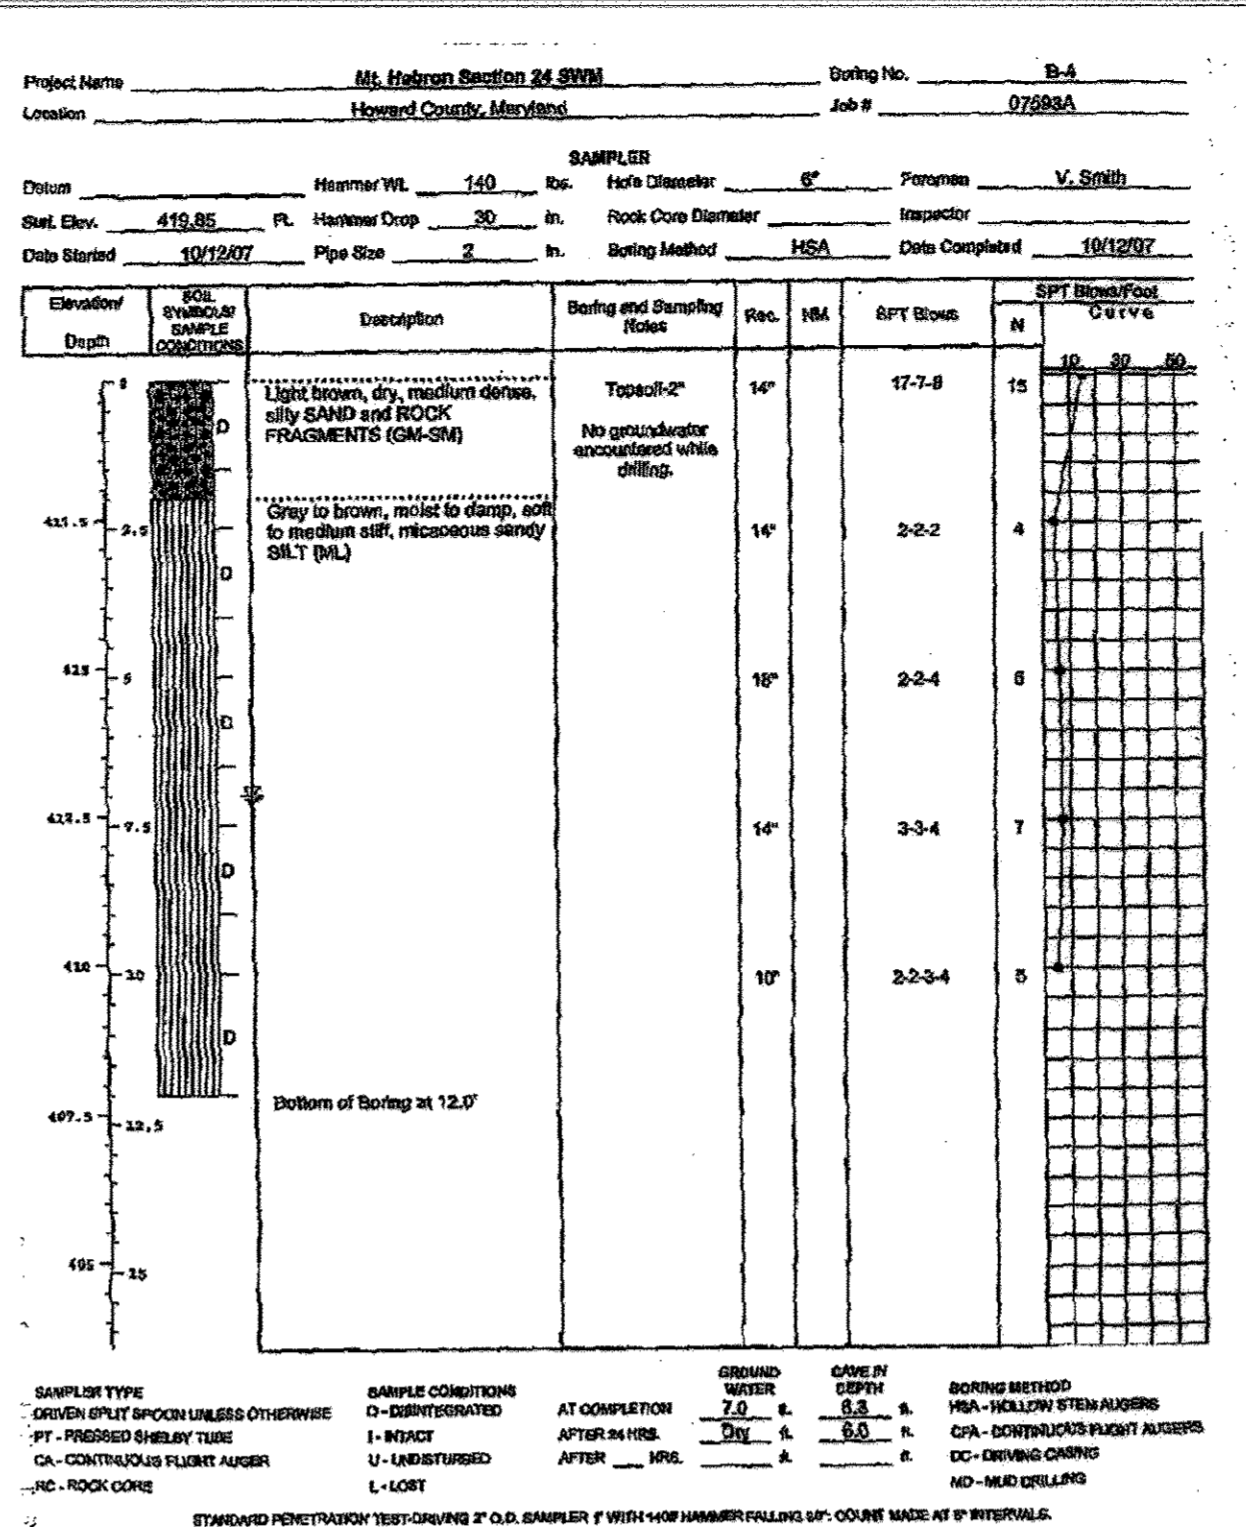 Project Name Mt. Hebron Section 24 SWM Boring No. B-4
Location Howard County, Maryland Job # 07593A
SAMPLER
Datum Hammer Wt. 140 lbs. Hole Diameter 6" Foreman V. Smith
Surf. Elev. 419.85 Ft. Hammer Drop 30 in. Rock Core Diameter Inspector
Date Started 10/12/07 Pipe Size 2 in. Boring Method HSA Date Completed 10/12/07
Elevation/ Depth
SOIL SYMBOLS/ SAMPLE CONDITIONS
Description
Boring and Sampling Notes
Rec.
NM
SPT Blows
SPT Blows/Foot
N
Curve
10 30 50
0
Light brown, dry, medium dense,
silty SAND and ROCK
FRAGMENTS (GM-SM)
D
Topsoil-2"
No groundwater
encountered while
drilling.
14" 17-7-8 15
Gray to brown, moist to damp, soft
to medium stiff, micaceous sandy
SILT (ML)
2.5
14" 2-2-2 4
D
415 5
18" 2-2-4 6
D
412.5 7.5
14" 3-3-4 7
D
410 10
10" 2-2-3-4 5
D
Bottom of Boring at 12.0'
407.5 12.5
405 15
SAMPLER TYPE
DRIVEN SPLIT SPOON UNLESS OTHERWISE
PT - PRESSED SHELBY TUBE
CA - CONTINUOUS FLIGHT AUGER
RC - ROCK CORE
SAMPLE CONDITIONS
D - DISINTEGRATED
I - INTACT
U - UNDISTURBED
L - LOST
GROUND WATER CAVE IN DEPTH
AT COMPLETION 7.0 ft. 8.3 ft.
AFTER 24 HRS. Dry ft. 6.0 ft.
AFTER HRS. ft. ft.
BORING METHOD
HSA - HOLLOW STEM AUGERS
CFA - CONTINUOUS FLIGHT AUGERS
DC - DRIVING CASING
MD - MUD DRILLING
STANDARD PENETRATION TEST-DRIVING 2" O.D. SAMPLER 1' WITH 140# HAMMER FALLING 30": COUNT MADE AT 6" INTERVALS.